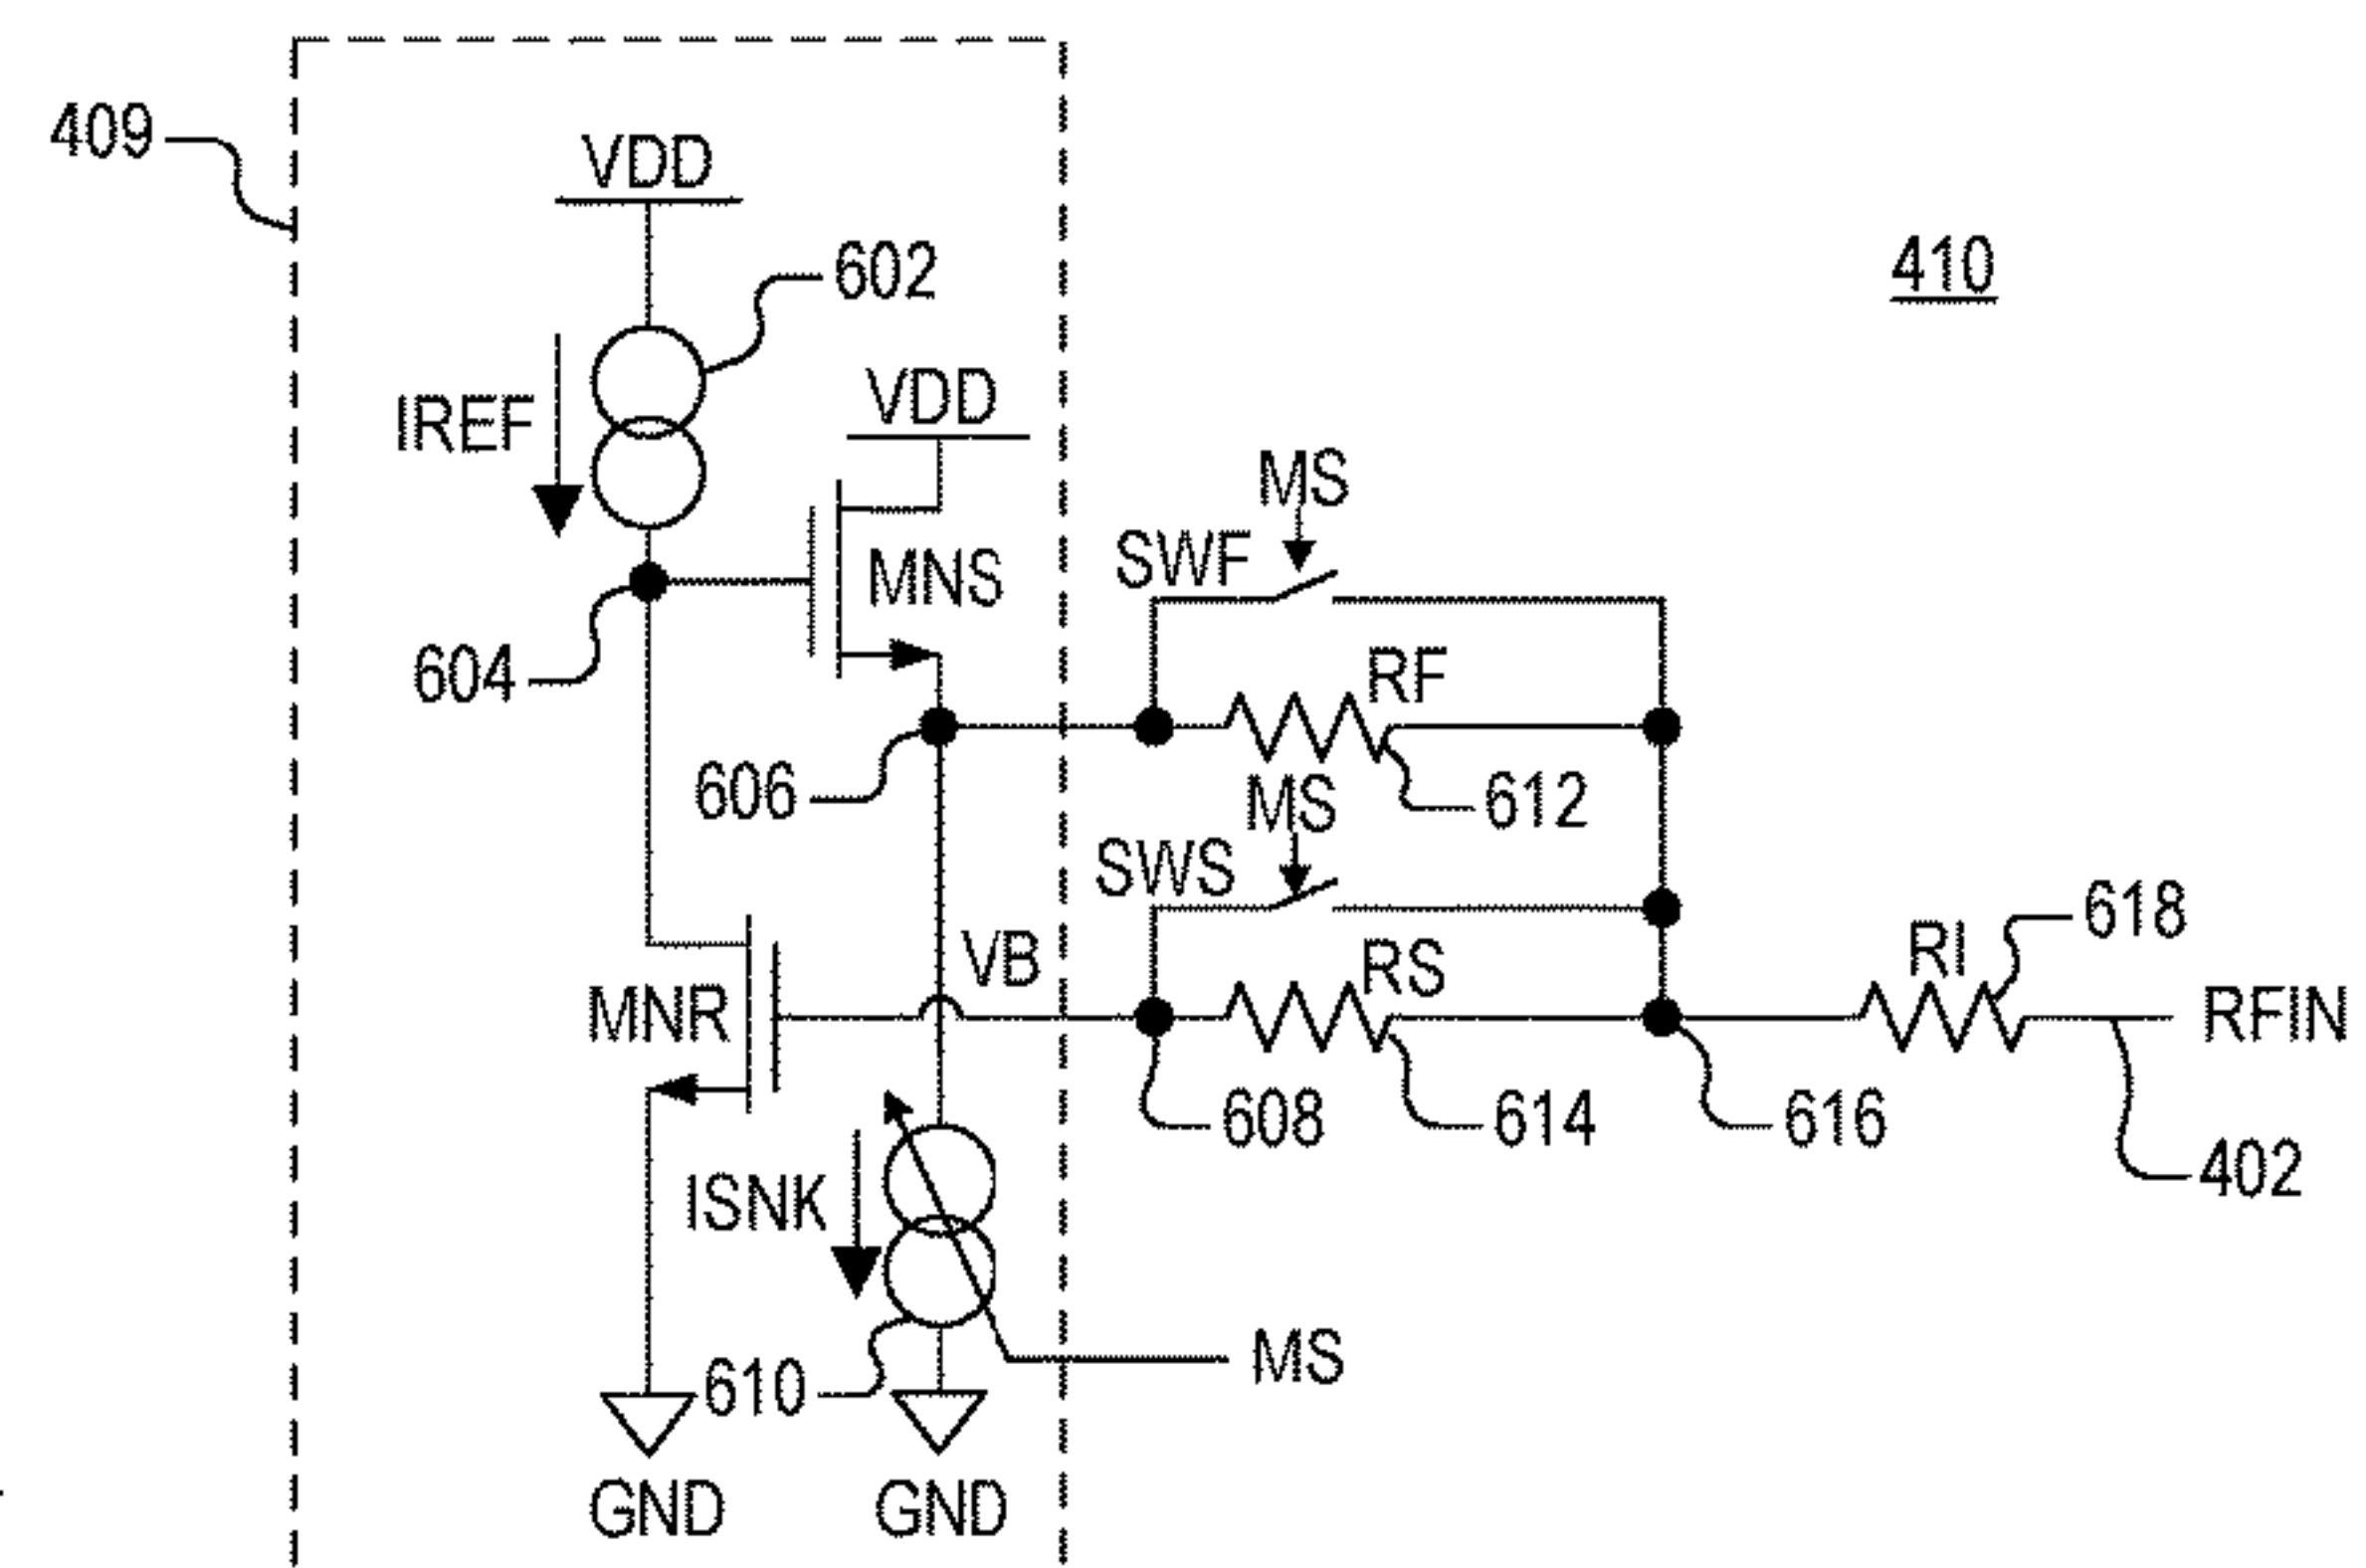 409
VDD
602
410
IREF
VDD
MS
SWF
MNS
604
RF
606
612
MS
SWS
618
VB
RS
RI
MNR
RFIN
608
614
616
402
ISNK
610
MS
GND
GND